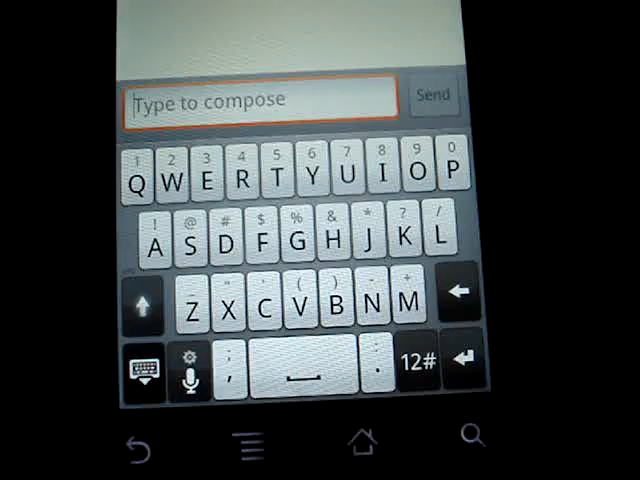 Type to compose Send
1 2 3 4 5 6 7 8 9 0
Q W E R T Y U I O P
! @ # $ % & * ? /
A S D F G H J K L
_ " ' ( ) - +
Z X C V B N M
; :
, . 12#